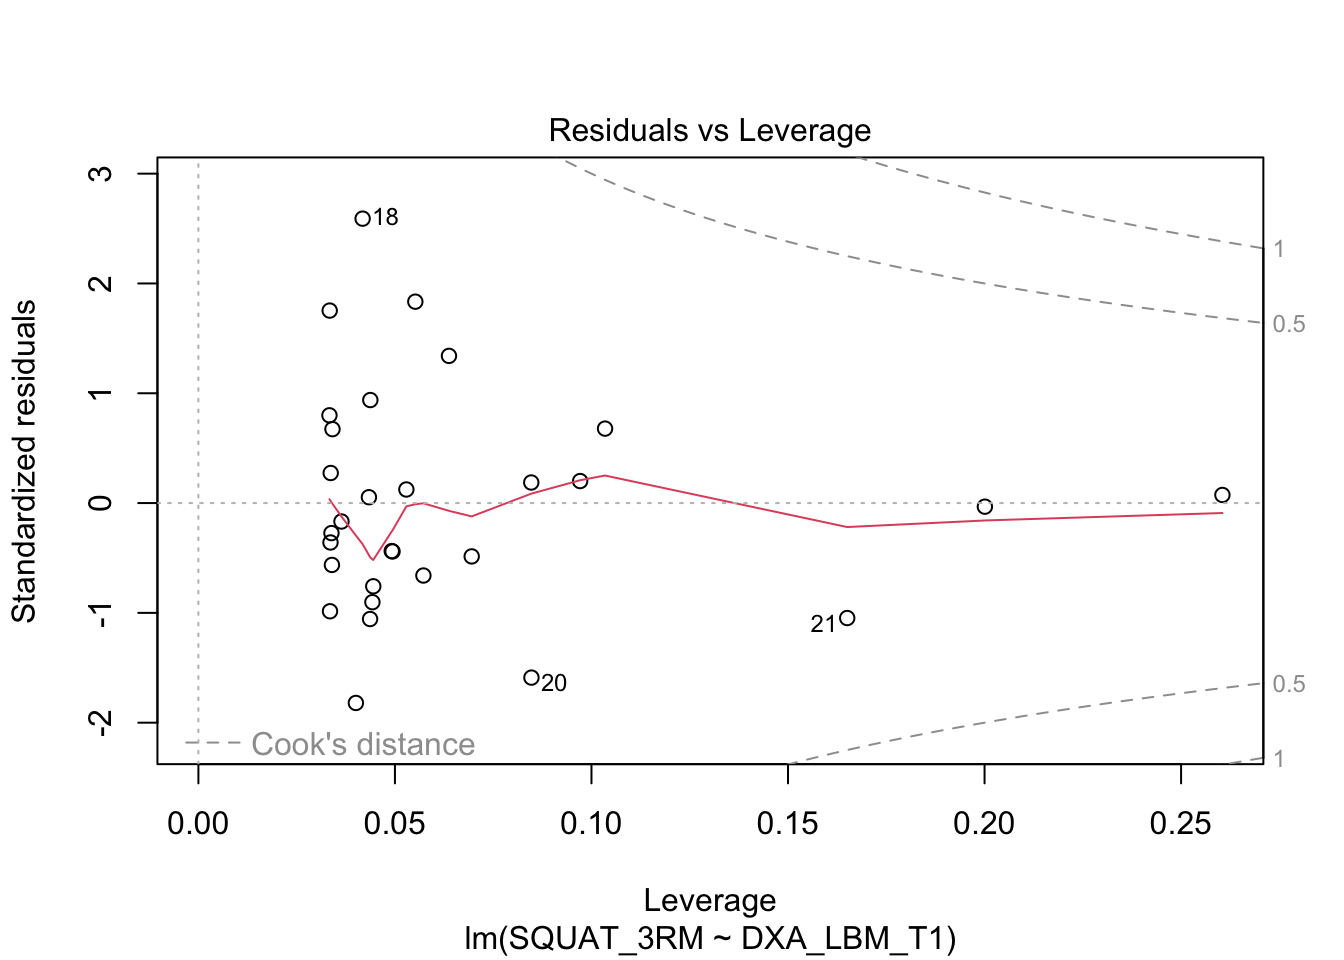 Residuals vs Leverage
Standardized residuals
3
2
1
0
-1
-2
18
21
20
1
0.5
0.5
1
Cook's distance
0.00 0.05 0.10 0.15 0.20 0.25
Leverage
lm(SQUAT_3RM ~ DXA_LBM_T1)